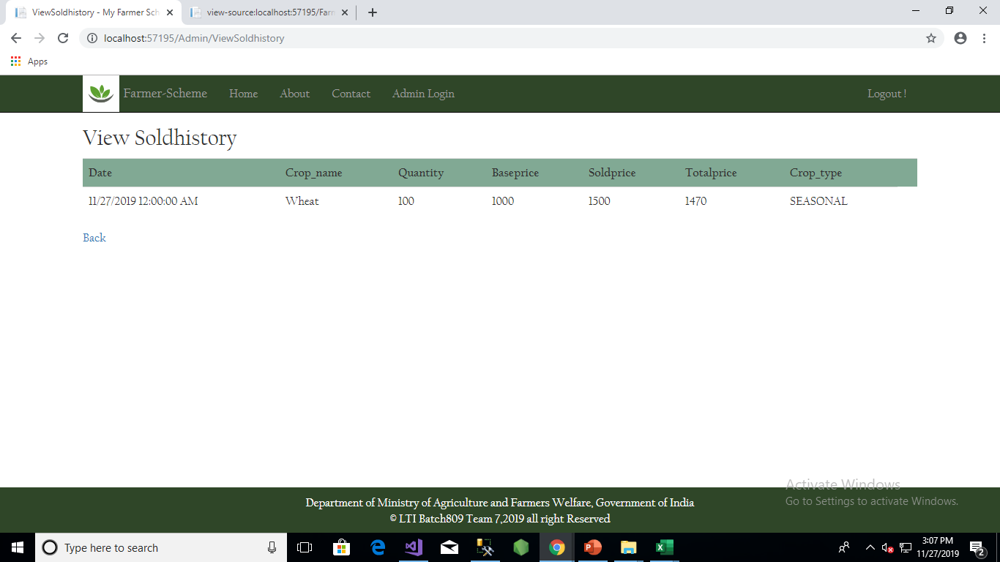 ViewSoldhistory - My Farmer Sch
view-source:localhost:57195/Farm
localhost:57195/Admin/ViewSoldhistory
Apps
Farmer-Scheme Home About Contact Admin Login Logout !
View Soldhistory
Date Crop_name Quantity Baseprice Soldprice Totalprice Crop_type
11/27/2019 12:00:00 AM Wheat 100 1000 1500 1470 SEASONAL
Back
Activate Windows
Go to Settings to activate Windows.
Department of Ministry of Agriculture and Farmers Welfare, Government of India
© LTI Batch809 Team 7,2019 all right Reserved
Type here to search
3:07 PM
11/27/2019
2